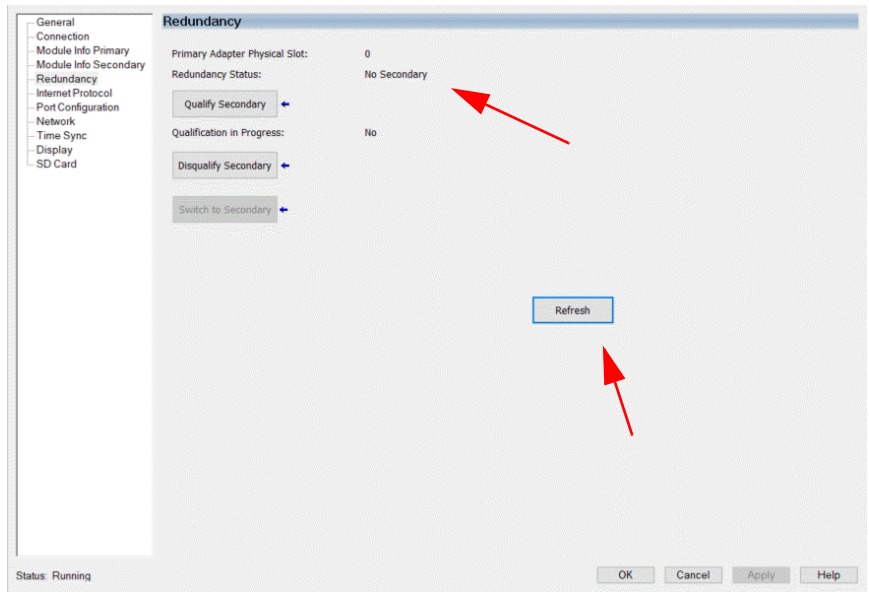 General
Connection
Module Info Primary
Module Info Secondary
Redundancy
Internet Protocol
Port Configuration
Network
Time Sync
Display
SD Card
Redundancy
Primary Adapter Physical Slot: 0
Redundancy Status: No Secondary
Qualify Secondary
Qualification in Progress: No
Disqualify Secondary
Switch to Secondary
Refresh
Status: Running
OK Cancel Apply Help